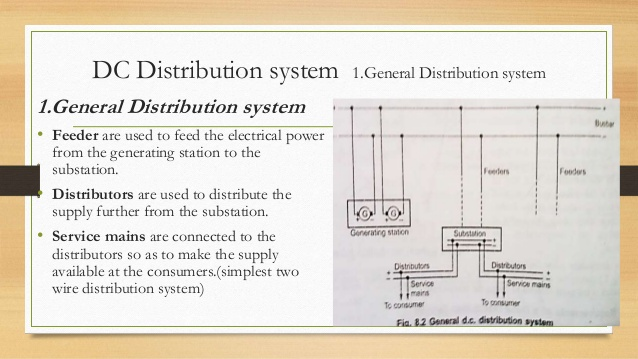 DC Distribution system 1.General Distribution system
1.General Distribution system
• Feeder are used to feed the electrical power
from the generating station to the
substation.
• Distributors are used to distribute the
supply further from the substation.
• Service mains are connected to the
distributors so as to make the supply
available at the consumers.(simplest two
wire distribution system)
+
Busbar
−
Feeders
Feeders
G
G
+ −
+ −
Generating station
Substation
+
−
Distributors
Distributors
+
−
+
−
Service
mains
Service mains
To consumer
To consumer
Fig. 8.2 General d.c. distribution system